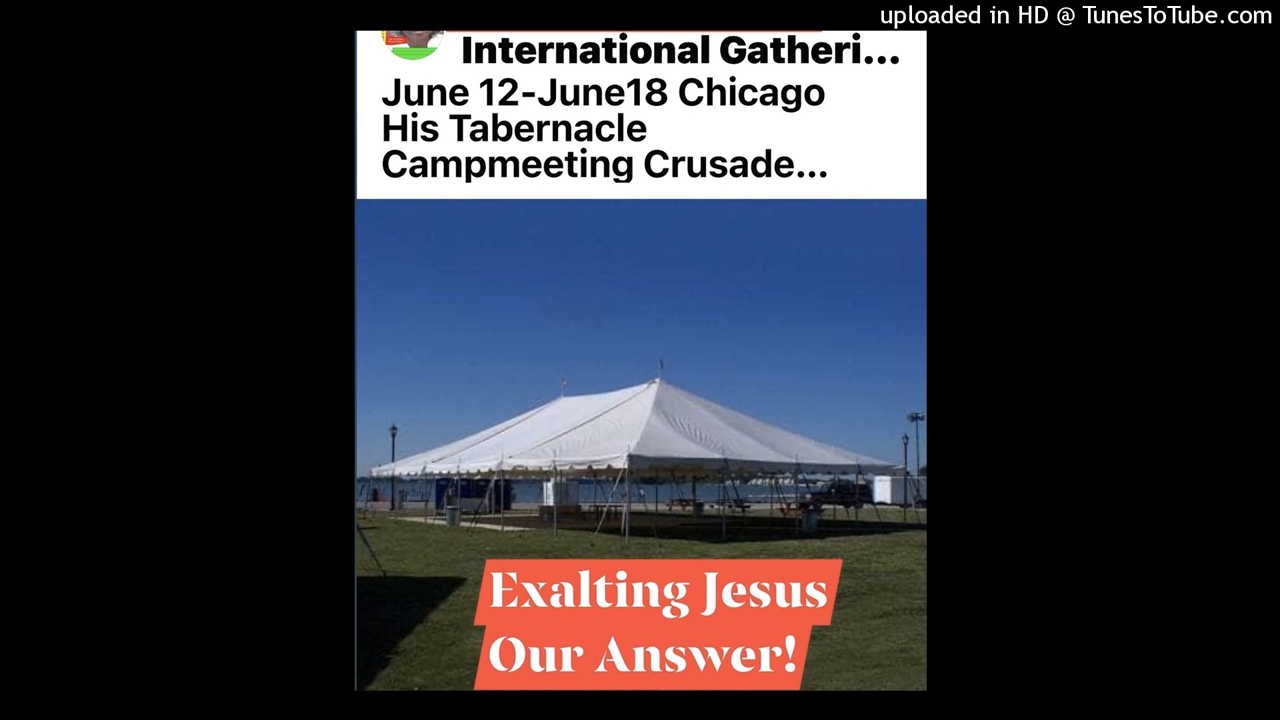 uploaded in HD @ TunesToTube.com
International Gatheri...
June 12-June18 Chicago
His Tabernacle
Campmeeting Crusade...
Exalting Jesus
Our Answer!